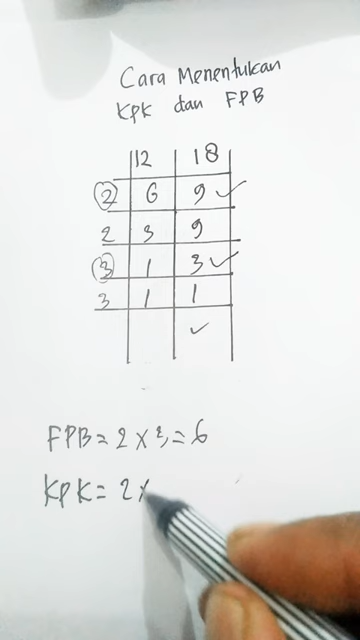 Cara Menentukan
KPK dan FPB
12 18
2 6 9 ✓
2 3 9
3 1 3 ✓
3 1 1
✓
FPB = 2 x 3 = 6
KPK = 2 x